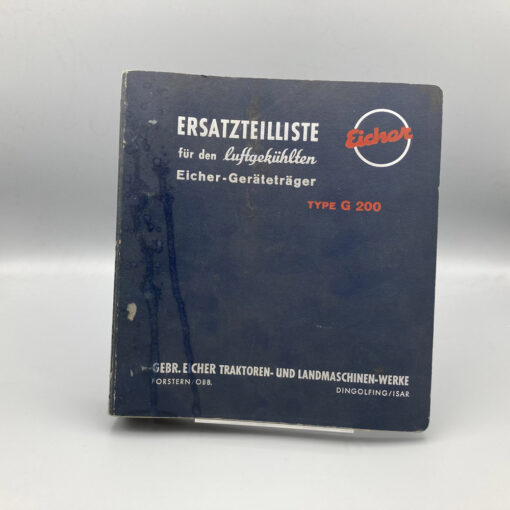 ERSATZTEILLISTE
für den luftgekühlten
Eicher-Geräteträger
Eicher
TYPE G 200
GEBR. EICHER TRAKTOREN- UND LANDMASCHINEN-WERKE
FORSTERN/OBB.
DINGOLFING/ISAR